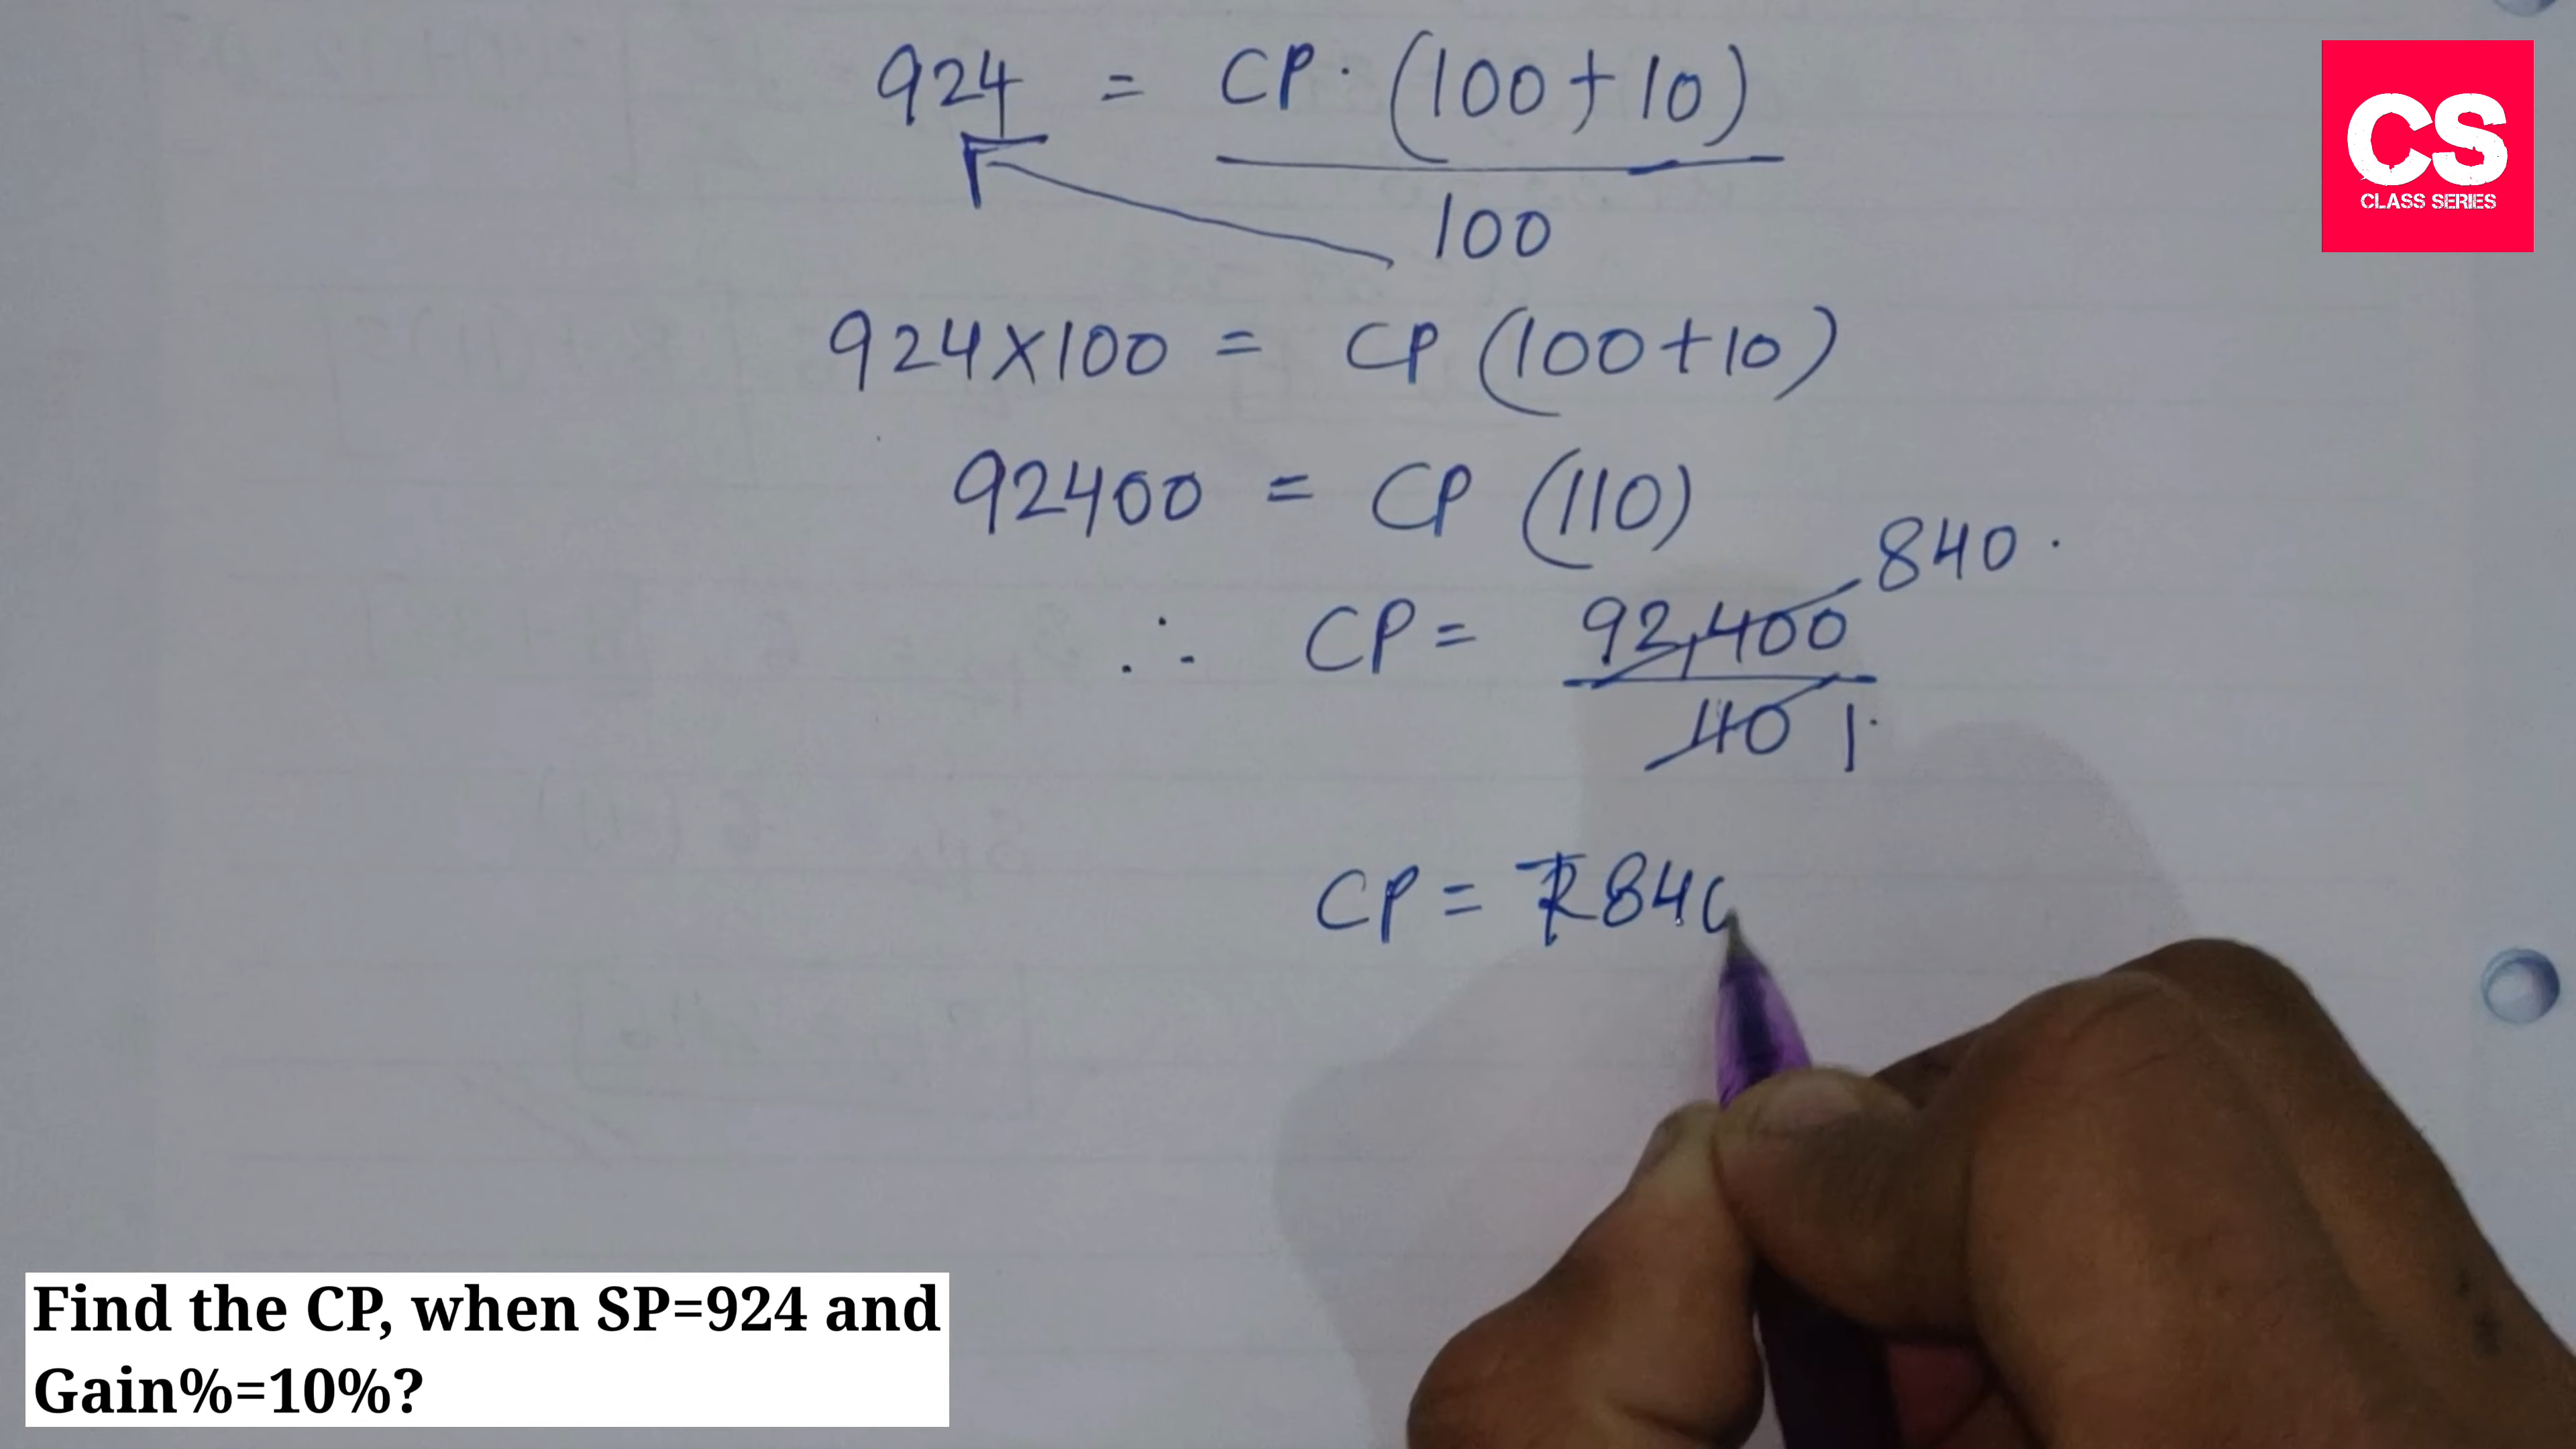 924 = CP · (100+10)
100
CS
CLASS SERIES
924×100 = CP (100+10)
92400 = CP (110)
840 .
∴ CP = 92,400
110 1.
CP = ₹840
Find the CP, when SP=924 and
Gain%=10%?